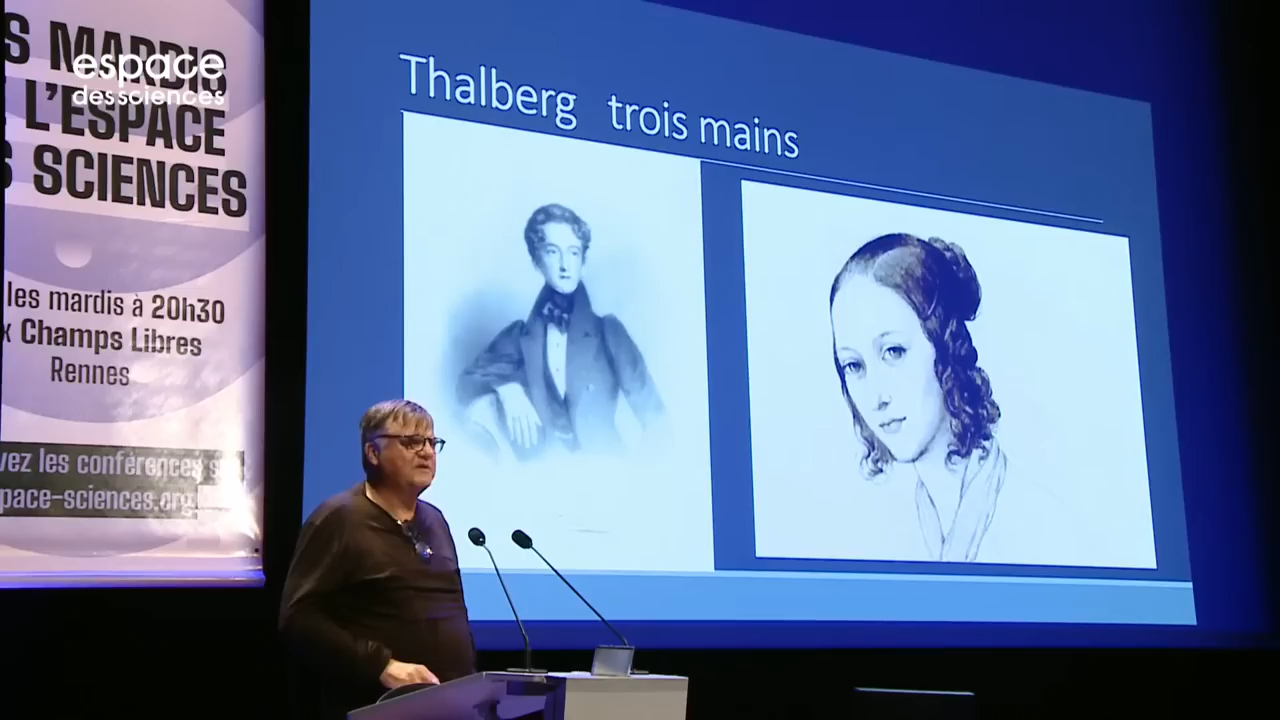 S MARDIS
L'ESPACE
S SCIENCES
espace
des sciences
les mardis à 20h30
Champs Libres
Rennes
vez les conférences s
pace-sciences.org
Thalberg trois mains